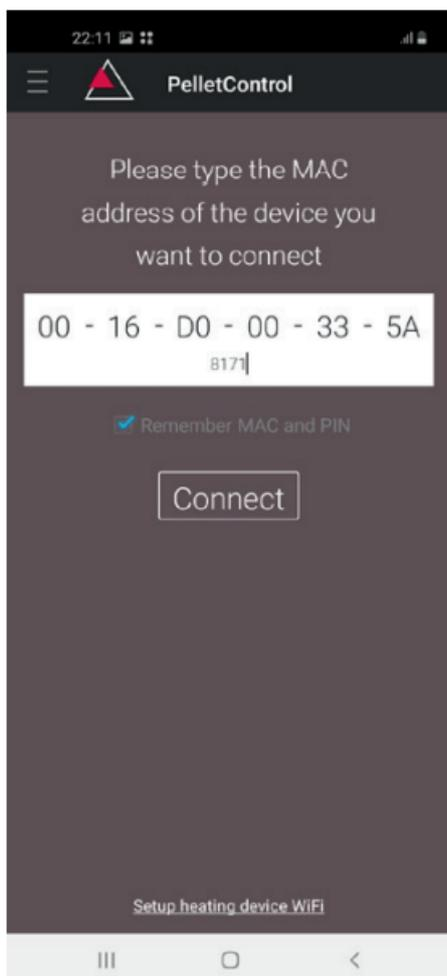 22:11
PelletControl
Please type the MAC
address of the device you
want to connect
00 - 16 - D0 - 00 - 33 - 5A
8171
Remember MAC and PIN
Connect
Setup heating device WiFi